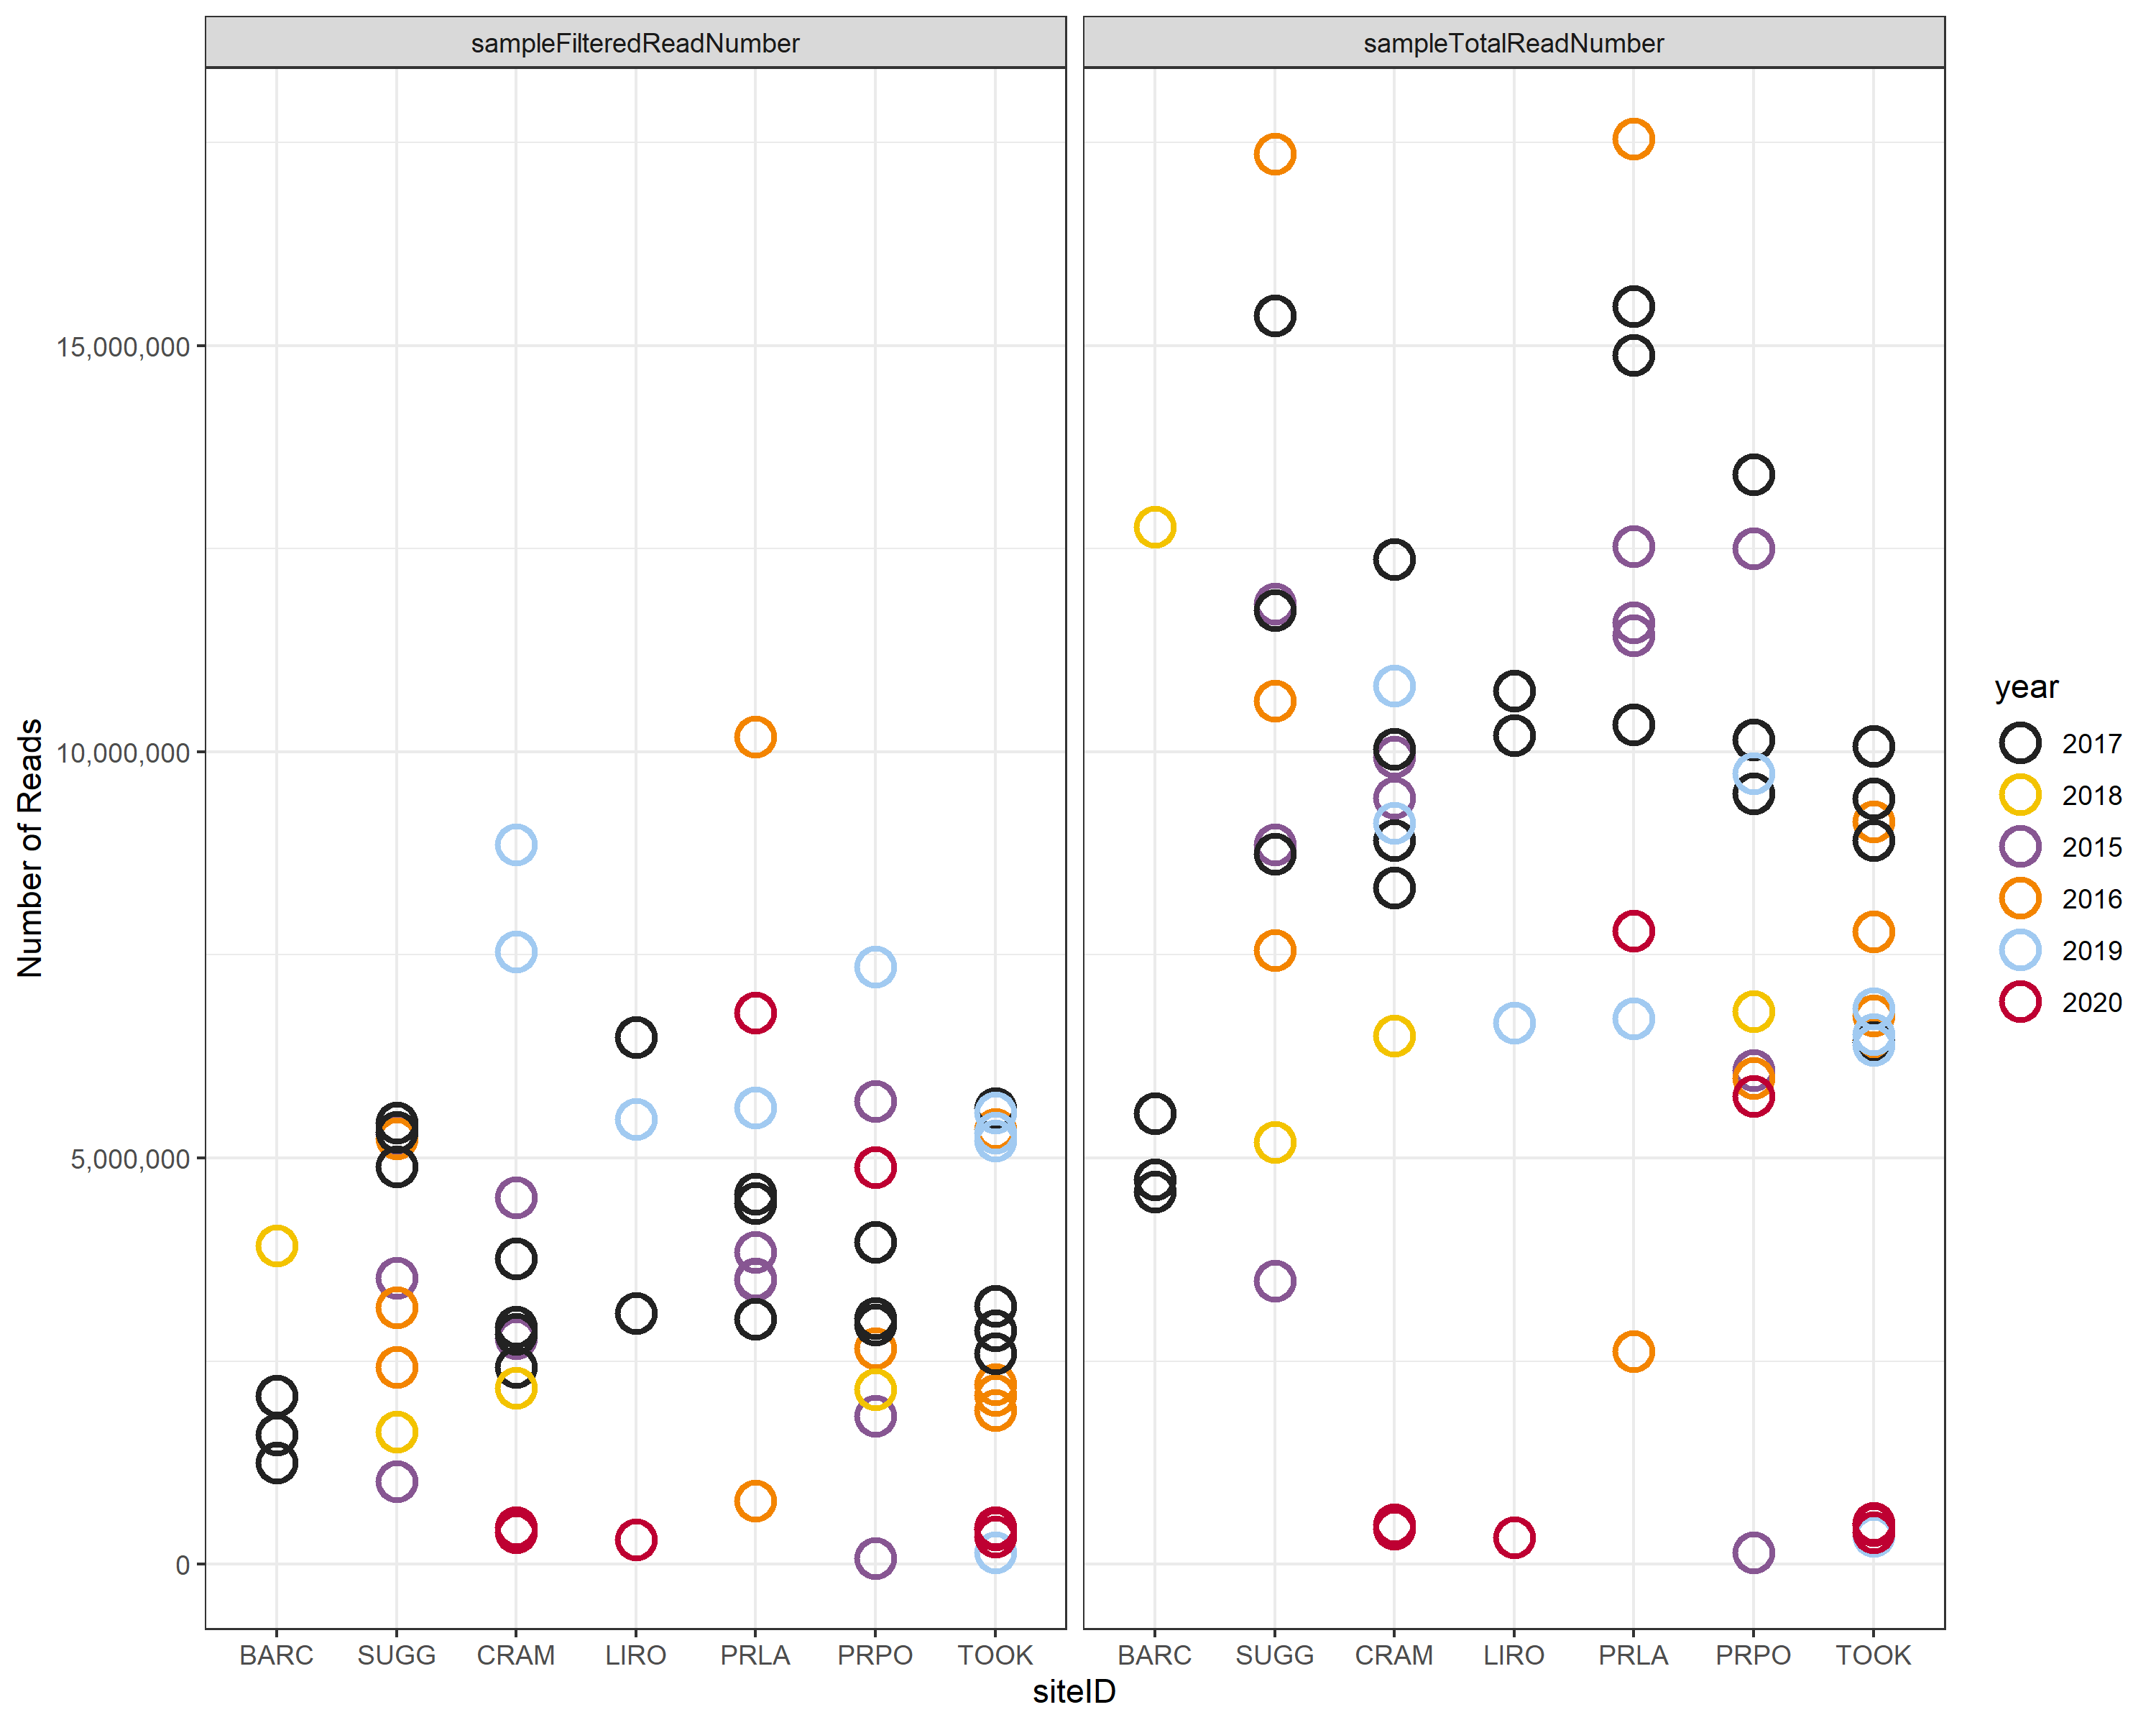 sampleFilteredReadNumber
sampleTotalReadNumber
Number of Reads
15,000,000
10,000,000
5,000,000
0
BARC SUGG CRAM LIRO PRLA PRPO TOOK
BARC SUGG CRAM LIRO PRLA PRPO TOOK
siteID
year
2017
2018
2015
2016
2019
2020